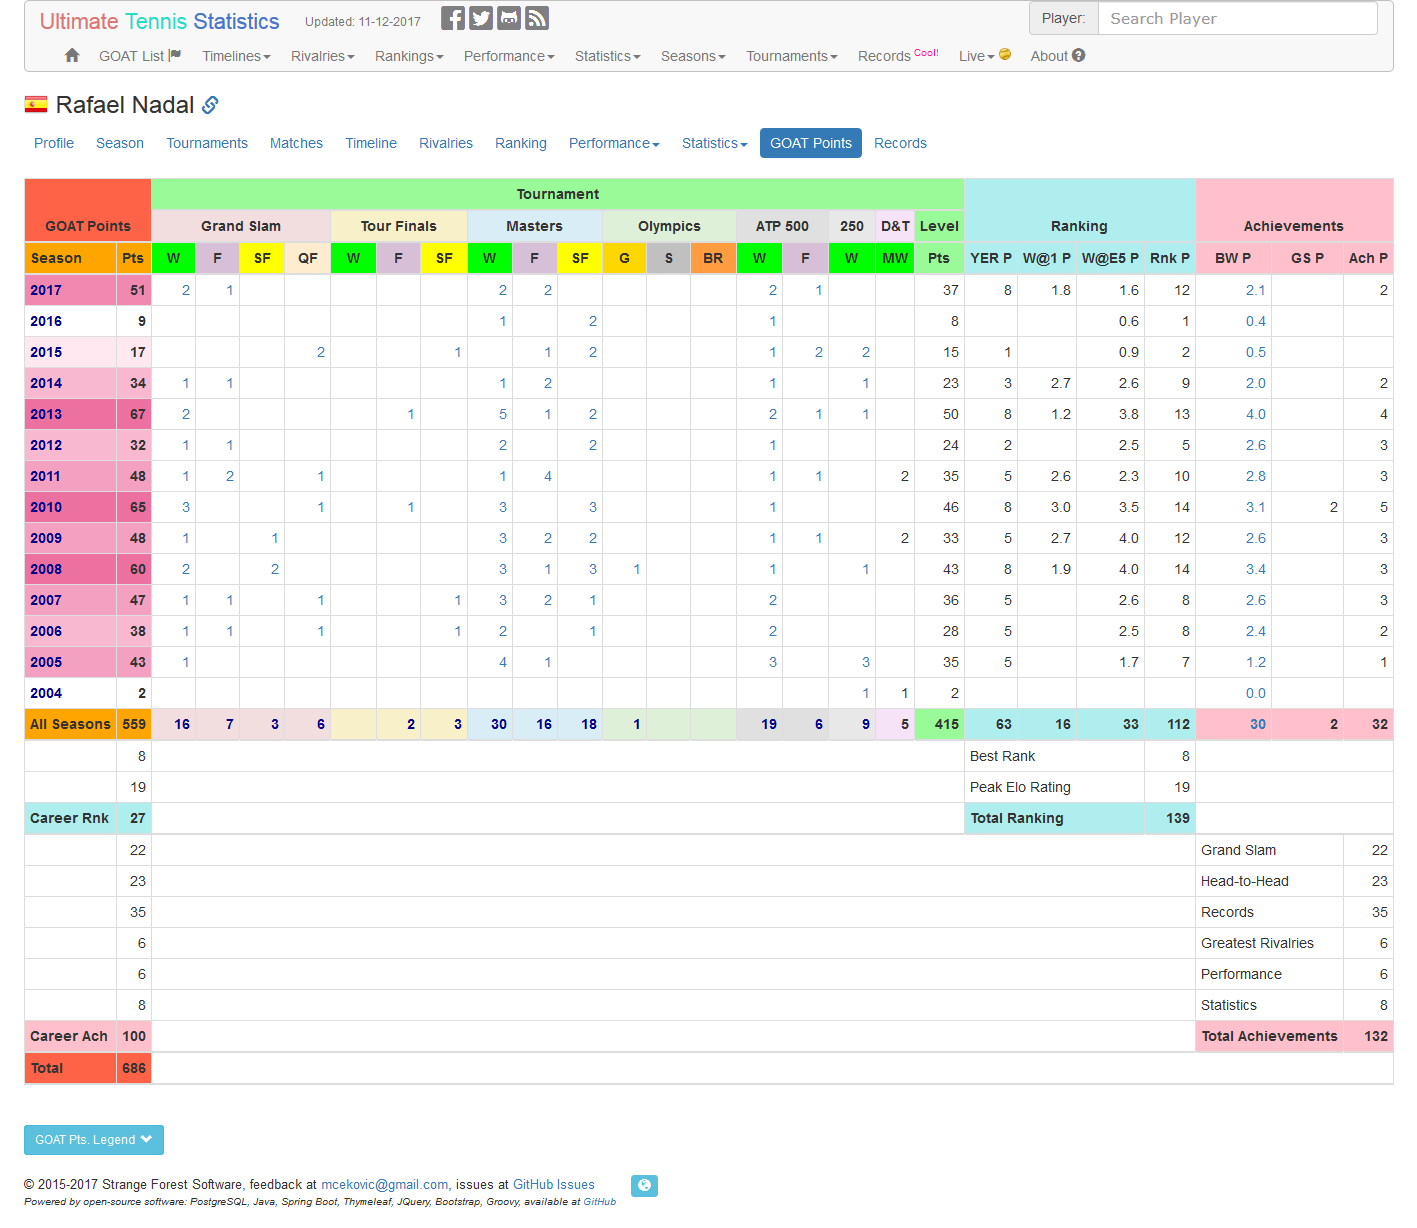 Ultimate Tennis Statistics Updated: 11-12-2017 Player: Search Player
GOAT List Timelines Rivalries Rankings Performance Statistics Seasons Tournaments Records Cool! Live About
Rafael Nadal
Profile Season Tournaments Matches Timeline Rivalries Ranking Performance Statistics GOAT Points Records
Tournament
GOAT Points Grand Slam Tour Finals Masters Olympics ATP 500 250 D&T Level Ranking Achievements
Season Pts W F SF QF W F SF W F SF G S BR W F W MW Pts YER P W@1 P W@E5 P Rnk P BW P GS P Ach P
2017 51 2 1 2 2 2 1 37 8 1.8 1.6 12 2.1 2
2016 9 1 2 1 8 0.6 1 0.4
2015 17 2 1 1 2 1 2 2 15 1 0.9 2 0.5
2014 34 1 1 1 2 1 1 23 3 2.7 2.6 9 2.0 2
2013 67 2 1 5 1 2 2 1 1 50 8 1.2 3.8 13 4.0 4
2012 32 1 1 2 2 1 24 2 2.5 5 2.6 3
2011 48 1 2 1 1 4 1 1 2 35 5 2.6 2.3 10 2.8 3
2010 65 3 1 1 3 3 1 46 8 3.0 3.5 14 3.1 2 5
2009 48 1 1 3 2 2 1 1 2 33 5 2.7 4.0 12 2.6 3
2008 60 2 2 3 1 3 1 1 1 43 8 1.9 4.0 14 3.4 3
2007 47 1 1 1 1 3 2 1 2 36 5 2.6 8 2.6 3
2006 38 1 1 1 1 2 1 2 28 5 2.5 8 2.4 2
2005 43 1 4 1 3 3 35 5 1.7 7 1.2 1
2004 2 1 1 2 0.0
All Seasons 559 16 7 3 6 2 3 30 16 18 1 19 6 9 5 415 63 16 33 112 30 2 32
8 Best Rank 8
19 Peak Elo Rating 19
Career Rnk 27 Total Ranking 139
22 Grand Slam 22
23 Head-to-Head 23
35 Records 35
6 Greatest Rivalries 6
6 Performance 6
8 Statistics 8
Career Ach 100 Total Achievements 132
Total 686
GOAT Pts. Legend
© 2015-2017 Strange Forest Software, feedback at mcekovic@gmail.com, issues at GitHub Issues
Powered by open-source software: PostgreSQL, Java, Spring Boot, Thymeleaf, JQuery, Bootstrap, Groovy, available at GitHub